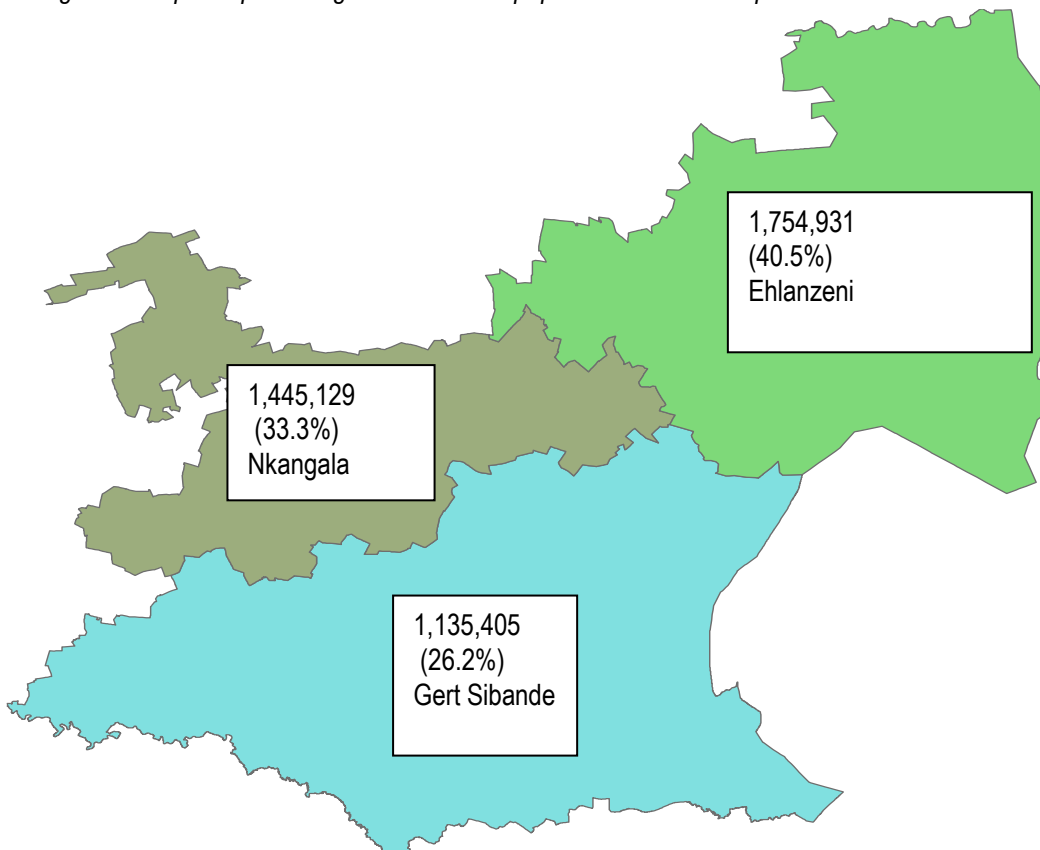 1,754,931
(40.5%)
Ehlanzeni
1,445,129
(33.3%)
Nkangala
1,135,405
(26.2%)
Gert Sibande